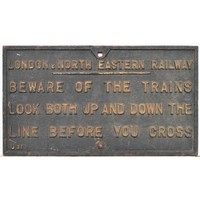 LONDON & NORTH EASTERN RAILWAY
BEWARE OF THE TRAINS
LOOK BOTH UP AND DOWN THE
LINE BEFORE YOU CROSS